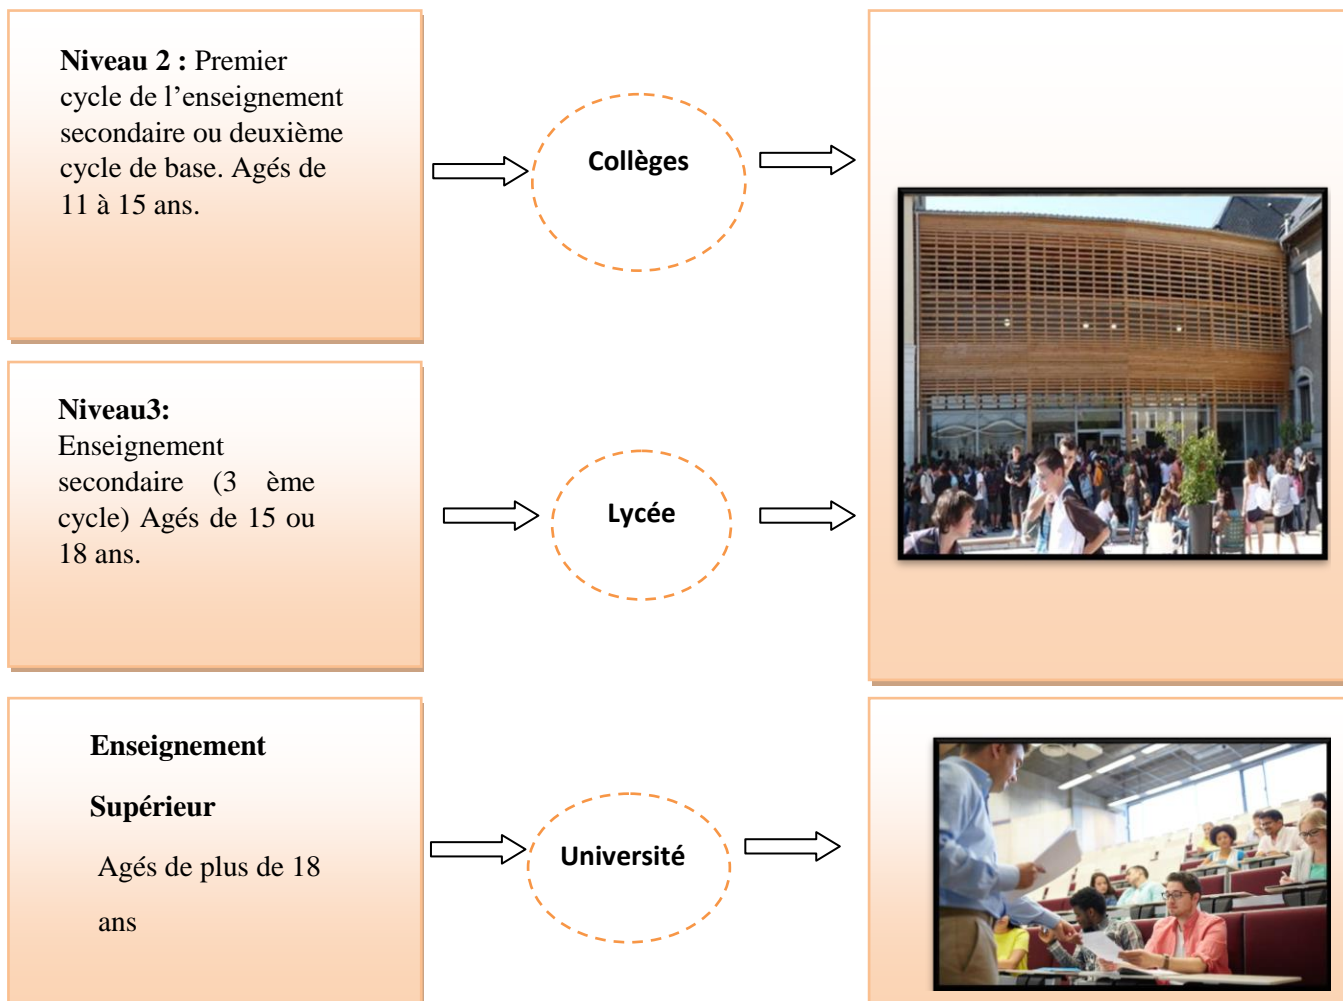 Niveau 2 : Premier
cycle de l’enseignement
secondaire ou deuxième
cycle de base. Agés de
11 à 15 ans.
Collèges
Niveau3:
Enseignement
secondaire (3 ème
cycle) Agés de 15 ou
18 ans.
Lycée
Enseignement
Supérieur
Agés de plus de 18
ans
Université